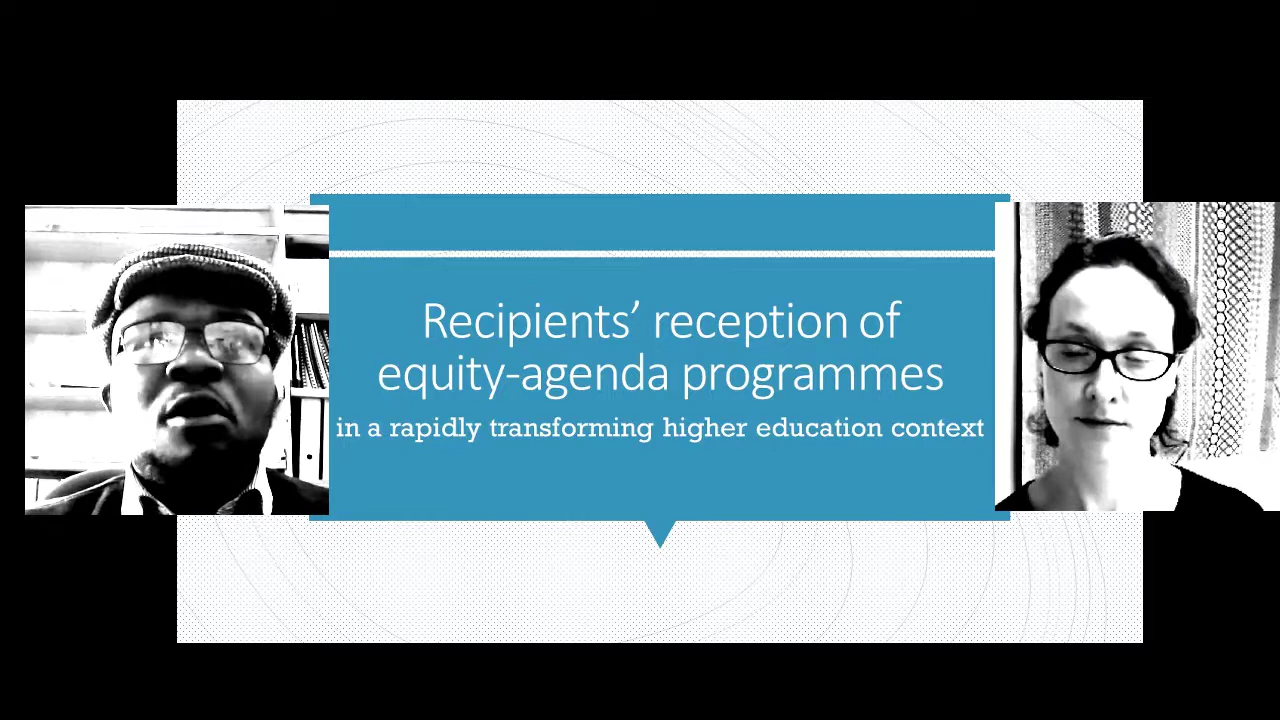 Recipients’ reception of
equity-agenda programmes
in a rapidly transforming higher education context